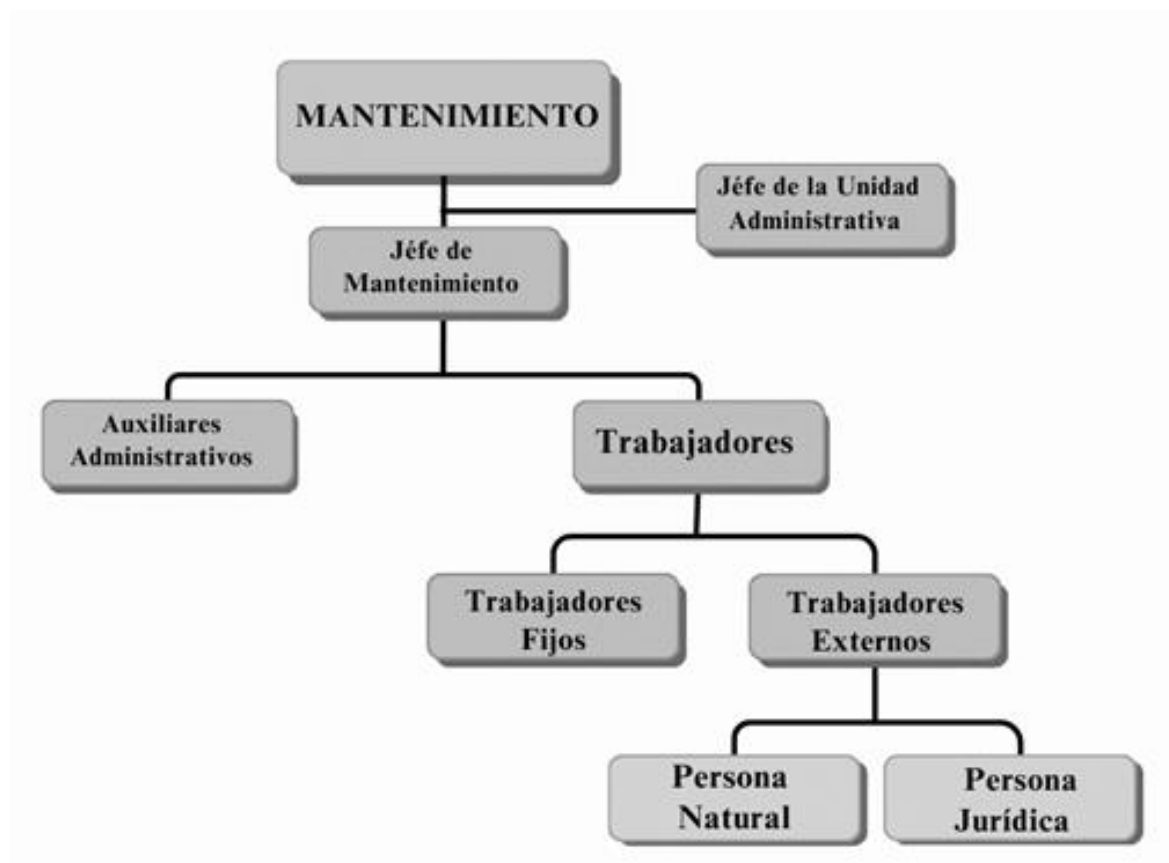 MANTENIMIENTO
Jéfe de la Unidad
Administrativa
Jéfe de
Mantenimiento
Auxiliares
Administrativos
Trabajadores
Trabajadores
Fijos
Trabajadores
Externos
Persona
Natural
Persona
Jurídica